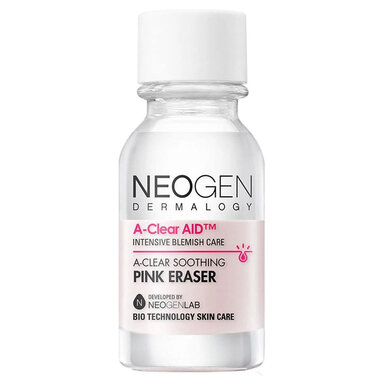 NEOGEN
DERMALOGY
A-Clear AID™
INTENSIVE BLEMISH CARE
A-CLEAR SOOTHING
PINK ERASER
N
DEVELOPED BY
NEOGENLAB
BIO TECHNOLOGY SKIN CARE